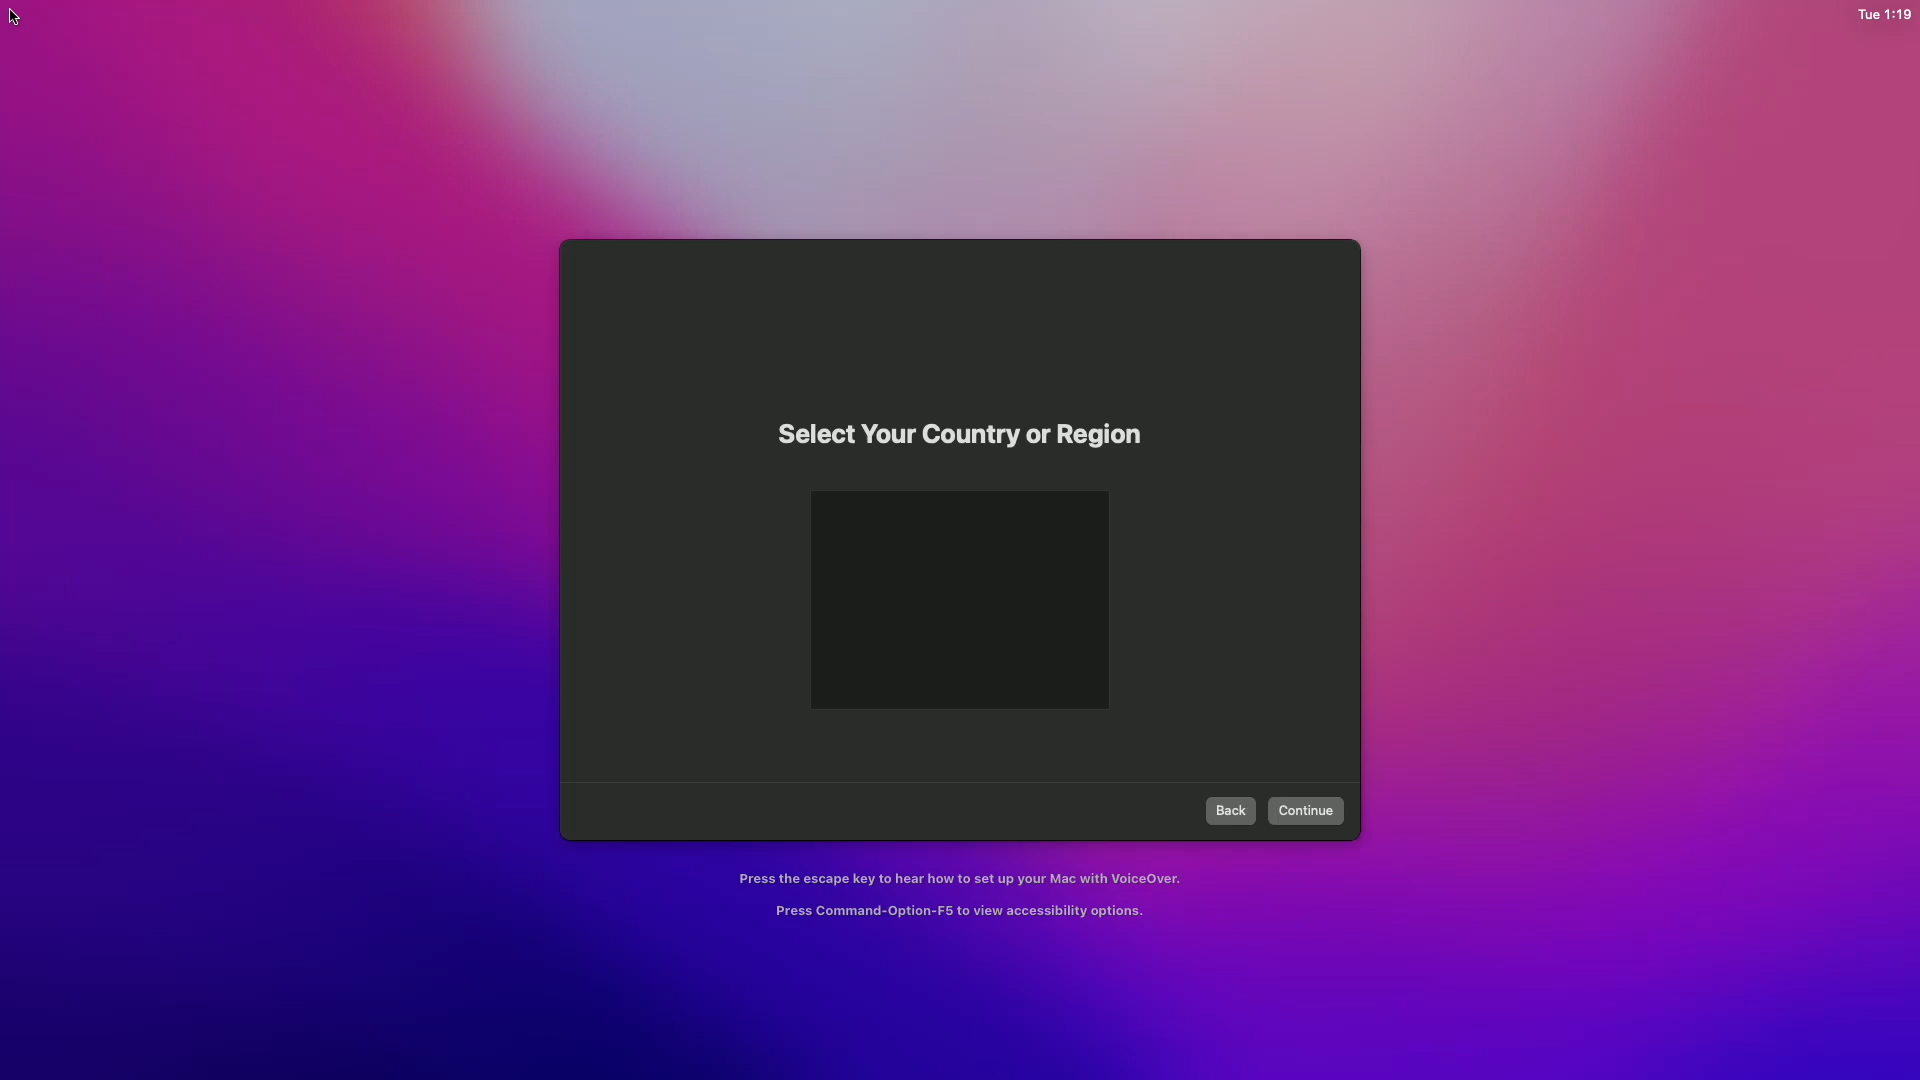 Tue 1:19
Select Your Country or Region
Back
Continue
Press the escape key to hear how to set up your Mac with VoiceOver.
Press Command-Option-F5 to view accessibility options.